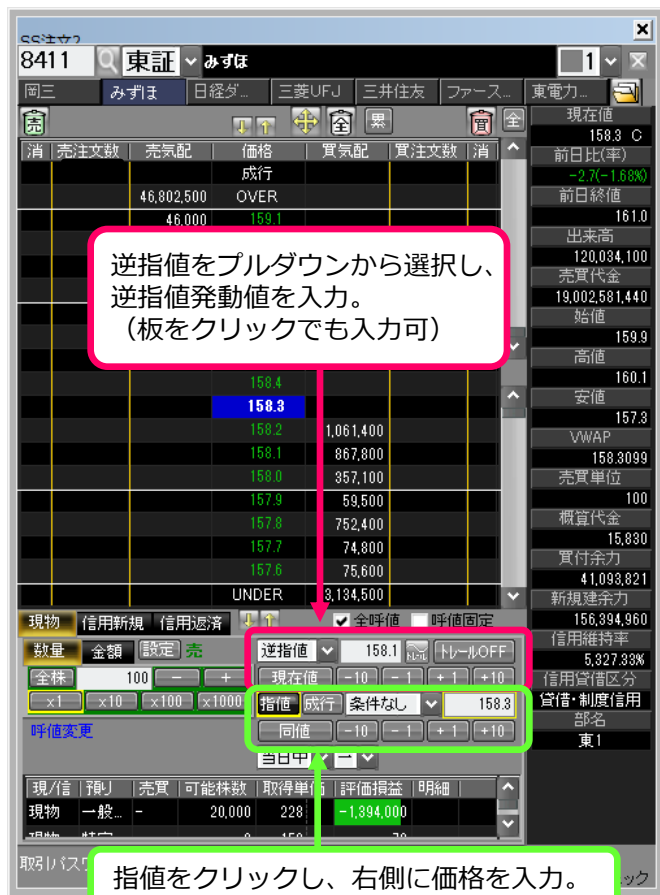 SS注文2
8411 東証 みずほ 1
岡三 みずほ 日経ダ… 三菱UFJ 三井住友 ファース… 東電力…
売 全 累 買 全
消 売注文数 売気配 価格 買気配 買注文数 消
成行
46,802,500 OVER
46,000 159.1
逆指値をプルダウンから選択し、
逆指値発動値を入力。
（板をクリックでも入力可）
158.4
158.3
158.2 1,061,400
158.1 867,800
158.0 357,100
157.9 59,500
157.8 752,400
157.7 74,800
157.6 75,600
UNDER 3,134,500
現在値
158.3 C
前日比(率)
-2.7(-1.68%)
前日終値
161.0
出来高
120,034,100
売買代金
19,002,581,440
始値
159.9
高値
160.1
安値
157.3
VWAP
158.3099
売買単位
100
概算代金
15,830
買付余力
41,093,821
新規建余力
156,394,960
信用維持率
5,327.33%
信用貸借区分
貸借・制度信用
部名
東1
現物 信用新規 信用返済 全呼値 呼値固定
数量 金額 設定 売 逆指値 158.1 トレール トレールOFF
全株 100 - + 現在値 -10 -1 +1 +10
x1 x10 x100 x1000 指値 成行 条件なし 158.3
呼値変更 同値 -10 -1 +1 +10
当日中 ー
現/信 預り 売買 可能株数 取得単価 評価損益 明細
現物 一般… - 20,000 228 -1,394,000
取引パスワ
指値をクリックし、右側に価格を入力。
ック